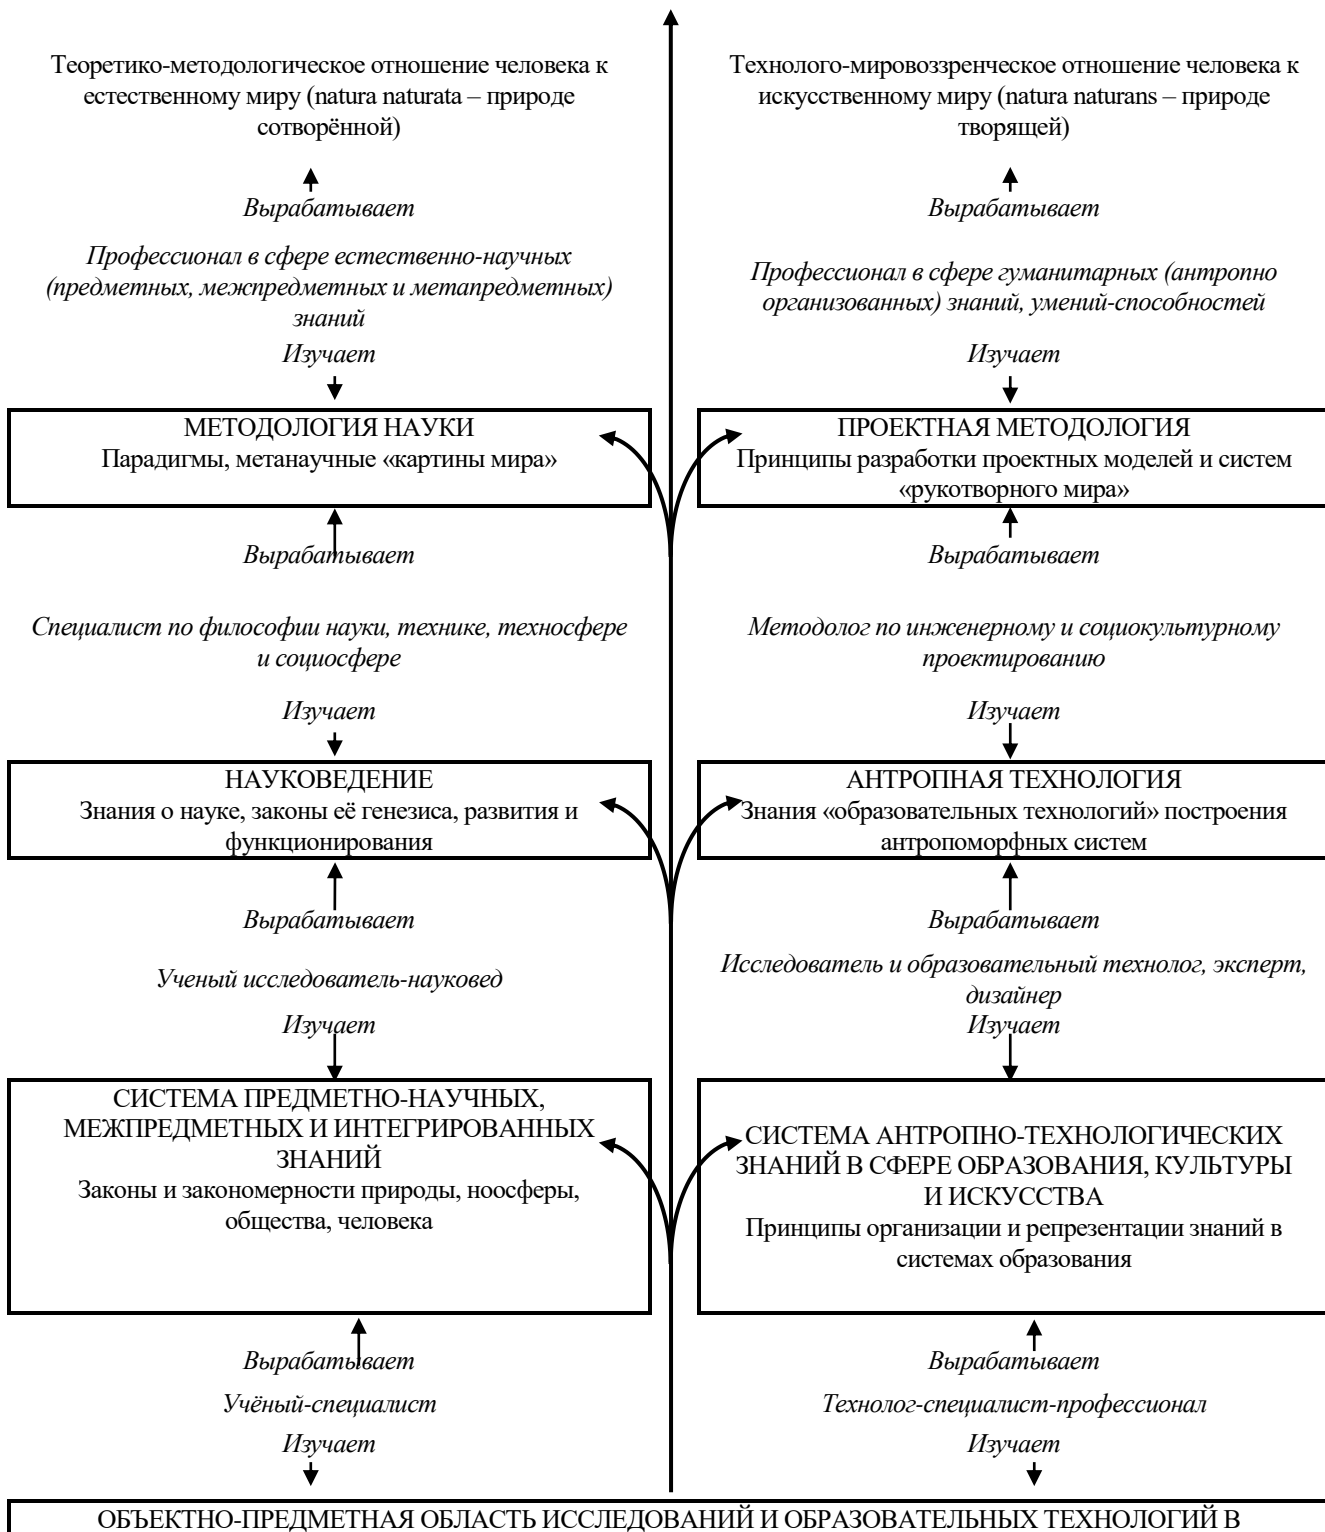 Теоретико-методологическое отношение человека к
естественному миру (natura naturata – природе
сотворённой)
Технолого-мировоззренческое отношение человека к
искусственному миру (natura naturans – природе
творящей)
Вырабатывает
Вырабатывает
Профессионал в сфере естественно-научных
(предметных, межпредметных и метапредметных)
знаний
Профессионал в сфере гуманитарных (антропно
организованных) знаний, умений-способностей
Изучает
Изучает
МЕТОДОЛОГИЯ НАУКИ
Парадигмы, метанаучные «картины мира»
ПРОЕКТНАЯ МЕТОДОЛОГИЯ
Принципы разработки проектных моделей и систем
«рукотворного мира»
Вырабатывает
Вырабатывает
Специалист по философии науки, технике, техносфере
и социосфере
Методолог по инженерному и социокультурному
проектированию
Изучает
Изучает
НАУКОВЕДЕНИЕ
Знания о науке, законы её генезиса, развития и
функционирования
АНТРОПНАЯ ТЕХНОЛОГИЯ
Знания «образовательных технологий» построения
антропоморфных систем
Вырабатывает
Вырабатывает
Ученый исследователь-науковед
Исследователь и образовательный технолог, эксперт,
дизайнер
Изучает
Изучает
СИСТЕМА ПРЕДМЕТНО-НАУЧНЫХ,
МЕЖПРЕДМЕТНЫХ И ИНТЕГРИРОВАННЫХ
ЗНАНИЙ
Законы и закономерности природы, ноосферы,
общества, человека
СИСТЕМА АНТРОПНО-ТЕХНОЛОГИЧЕСКИХ
ЗНАНИЙ В СФЕРЕ ОБРАЗОВАНИЯ, КУЛЬТУРЫ
И ИСКУССТВА
Принципы организации и репрезентации знаний в
системах образования
Вырабатывает
Вырабатывает
Учёный-специалист
Технолог-специалист-профессионал
Изучает
Изучает
ОБЪЕКТНО-ПРЕДМЕТНАЯ ОБЛАСТЬ ИССЛЕДОВАНИЙ И ОБРАЗОВАТЕЛЬНЫХ ТЕХНОЛОГИЙ В